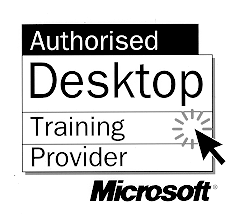 Authorised
Desktop
Training
Provider
Microsoft®